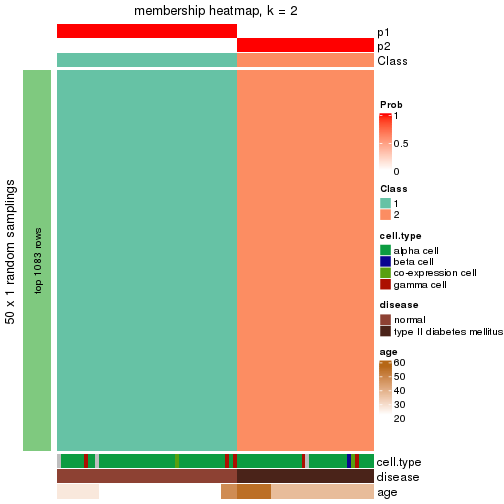 membership heatmap, k = 2
p1
p2
Class
50 x 1 random samplings
top 1083 rows
Prob
1
0.5
0
Class
1
2
cell.type
alpha cell
beta cell
co-expression cell
gamma cell
disease
normal
type II diabetes mellitus
age
60
50
40
30
20
cell.type
disease
age